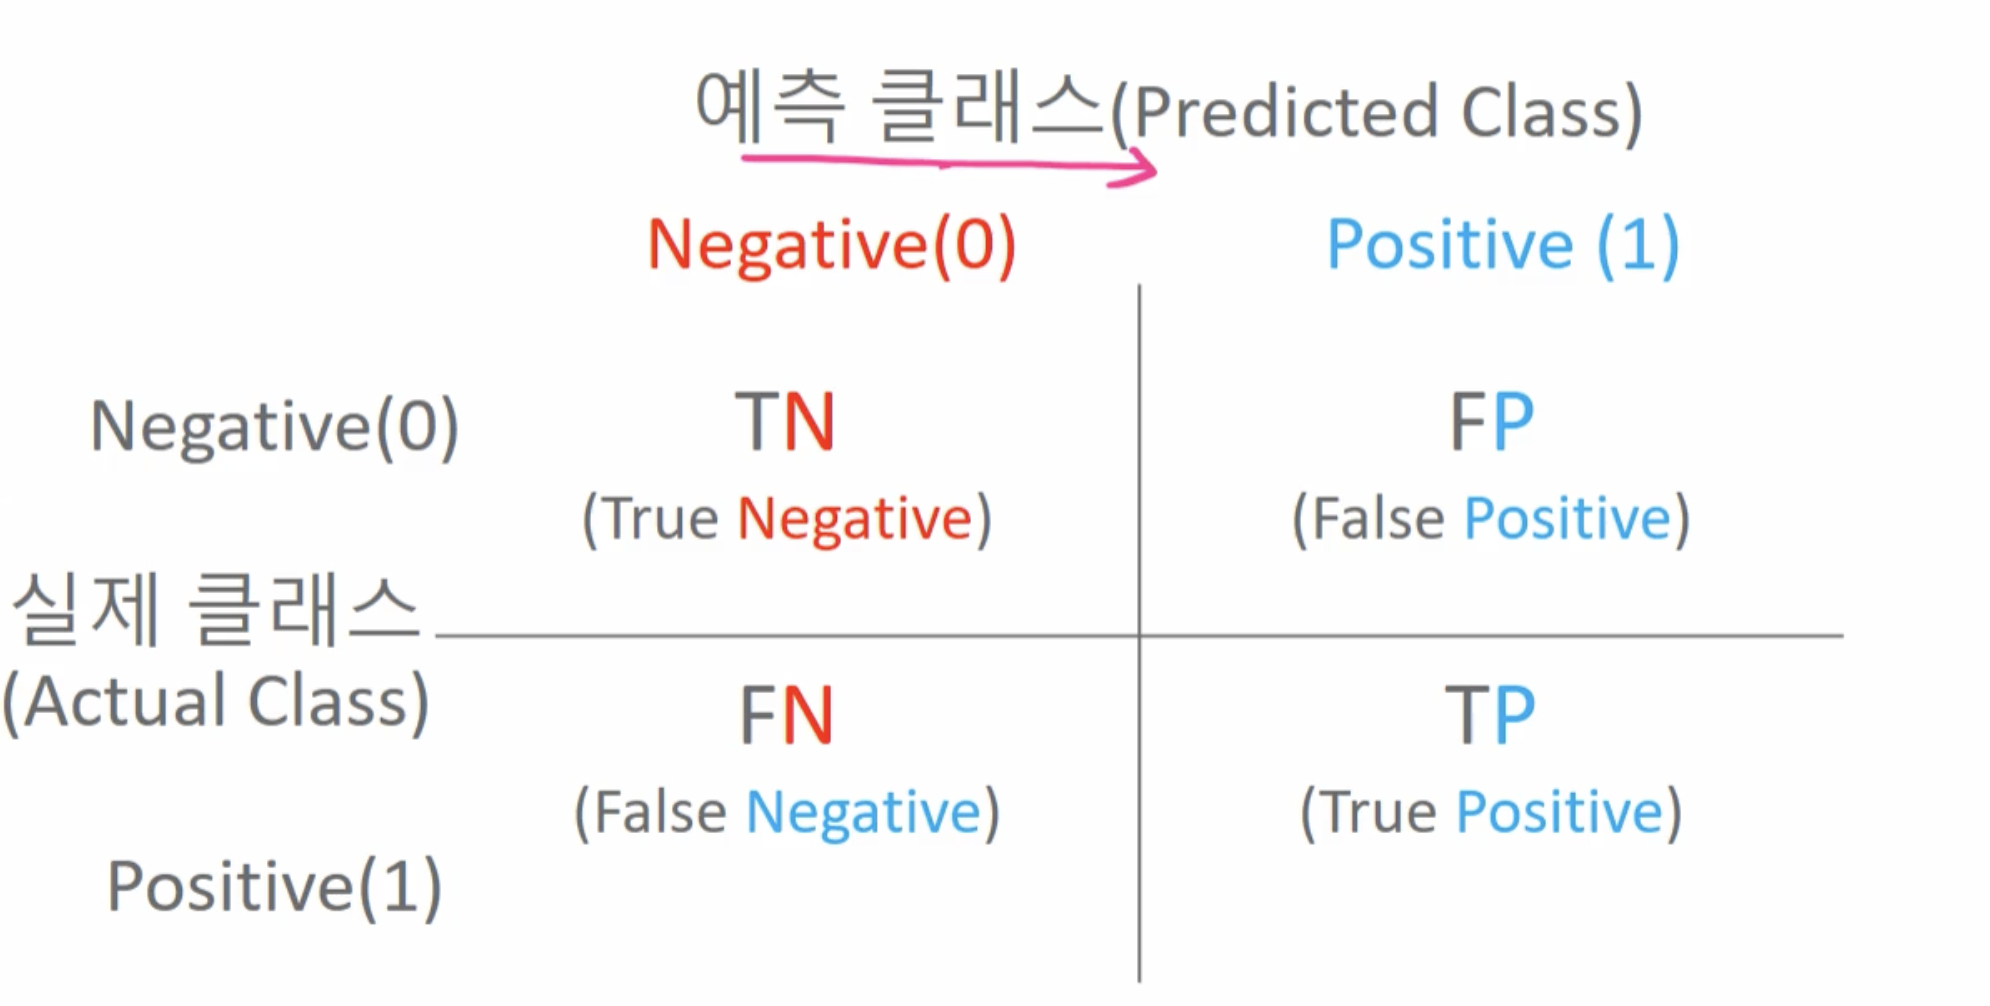 예측 클래스(Predicted Class)
Negative(0) Positive (1)
Negative(0) TN FP
(True Negative) (False Positive)
실제 클래스
(Actual Class)
FN TP
(False Negative) (True Positive)
Positive(1)